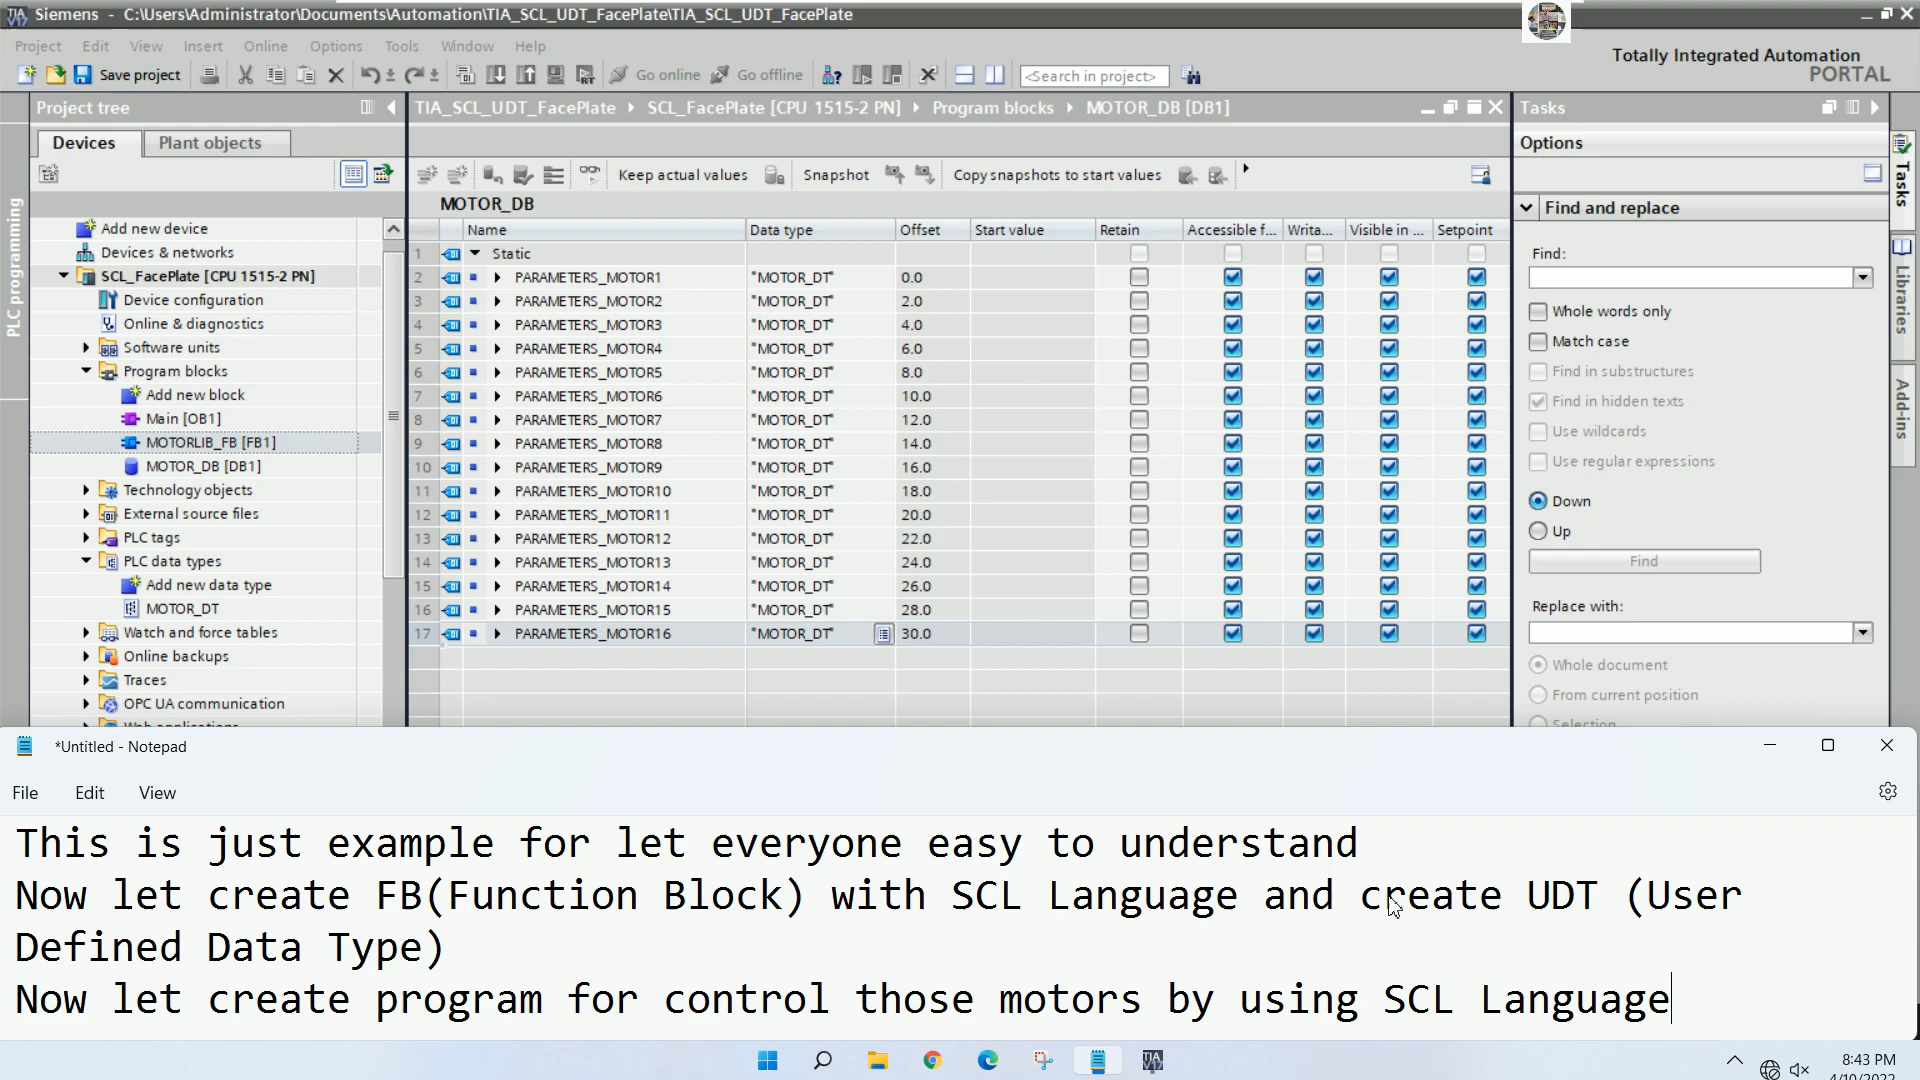 Siemens - C:\Users\Administrator\Documents\Automation\TIA_SCL_UDT_FacePlate\TIA_SCL_UDT_FacePlate
Project Edit View Insert Online Options Tools Window Help
Totally Integrated Automation
PORTAL
Save project
Go online
Go offline
<Search in project>
Project tree
TIA_SCL_UDT_FacePlate SCL_FacePlate [CPU 1515-2 PN] Program blocks MOTOR_DB [DB1]
Tasks
Devices
Plant objects
Options
Keep actual values
Snapshot
Copy snapshots to start values
PLC programming
Tasks
Libraries
Add-ins
Add new device
Devices & networks
SCL_FacePlate [CPU 1515-2 PN]
Device configuration
Online & diagnostics
Software units
Program blocks
Add new block
Main [OB1]
MOTORLIB_FB [FB1]
MOTOR_DB [DB1]
Technology objects
External source files
PLC tags
PLC data types
Add new data type
MOTOR_DT
Watch and force tables
Online backups
Traces
OPC UA communication
MOTOR_DB
Name Data type Offset Start value Retain Accessible f... Writa... Visible in ... Setpoint
1 Static
2 PARAMETERS_MOTOR1 "MOTOR_DT" 0.0
3 PARAMETERS_MOTOR2 "MOTOR_DT" 2.0
4 PARAMETERS_MOTOR3 "MOTOR_DT" 4.0
5 PARAMETERS_MOTOR4 "MOTOR_DT" 6.0
6 PARAMETERS_MOTOR5 "MOTOR_DT" 8.0
7 PARAMETERS_MOTOR6 "MOTOR_DT" 10.0
8 PARAMETERS_MOTOR7 "MOTOR_DT" 12.0
9 PARAMETERS_MOTOR8 "MOTOR_DT" 14.0
10 PARAMETERS_MOTOR9 "MOTOR_DT" 16.0
11 PARAMETERS_MOTOR10 "MOTOR_DT" 18.0
12 PARAMETERS_MOTOR11 "MOTOR_DT" 20.0
13 PARAMETERS_MOTOR12 "MOTOR_DT" 22.0
14 PARAMETERS_MOTOR13 "MOTOR_DT" 24.0
15 PARAMETERS_MOTOR14 "MOTOR_DT" 26.0
16 PARAMETERS_MOTOR15 "MOTOR_DT" 28.0
17 PARAMETERS_MOTOR16 "MOTOR_DT" 30.0
Find and replace
Find:
Whole words only
Match case
Find in substructures
Find in hidden texts
Use wildcards
Use regular expressions
Down
Up
Find
Replace with:
Whole document
From current position
Selection
*Untitled - Notepad
File Edit View
This is just example for let everyone easy to understand
Now let create FB(Function Block) with SCL Language and create UDT (User
Defined Data Type)
Now let create program for control those motors by using SCL Language
8:43 PM
4/10/2022